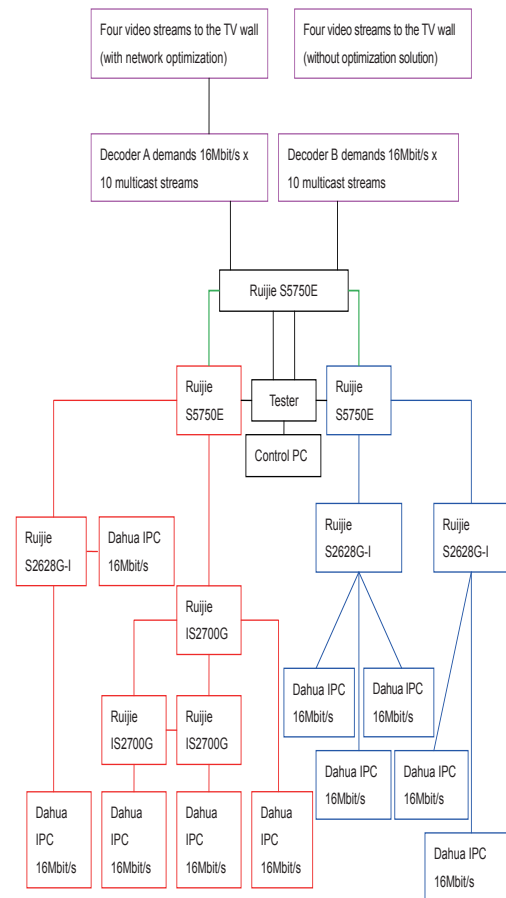 Four video streams to the TV wall
(with network optimization)
Four video streams to the TV wall
(without optimization solution)
Decoder A demands 16Mbit/s x
10 multicast streams
Decoder B demands 16Mbit/s x
10 multicast streams
Ruijie S5750E
Ruijie
S5750E
Tester
Ruijie
S5750E
Control PC
Ruijie
S2628G-I
Dahua IPC
16Mbit/s
Ruijie
S2628G-I
Ruijie
S2628G-I
Ruijie
IS2700G
Ruijie
IS2700G
Ruijie
IS2700G
Dahua IPC
16Mbit/s
Dahua IPC
16Mbit/s
Dahua IPC
16Mbit/s
Dahua IPC
16Mbit/s
Dahua
IPC
16Mbit/s
Dahua
IPC
16Mbit/s
Dahua
IPC
16Mbit/s
Dahua
IPC
16Mbit/s
Dahua IPC
16Mbit/s